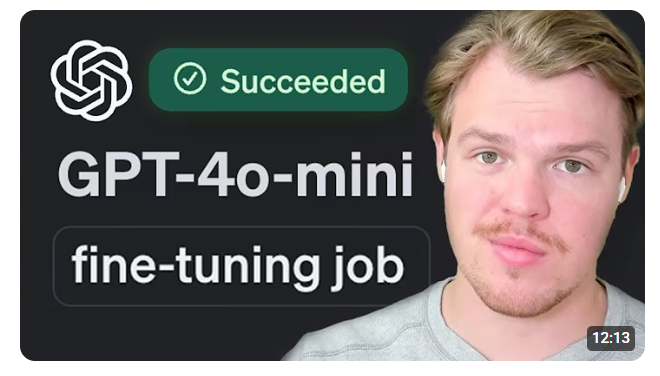 Succeeded
GPT-4o-mini
fine-tuning job
12:13